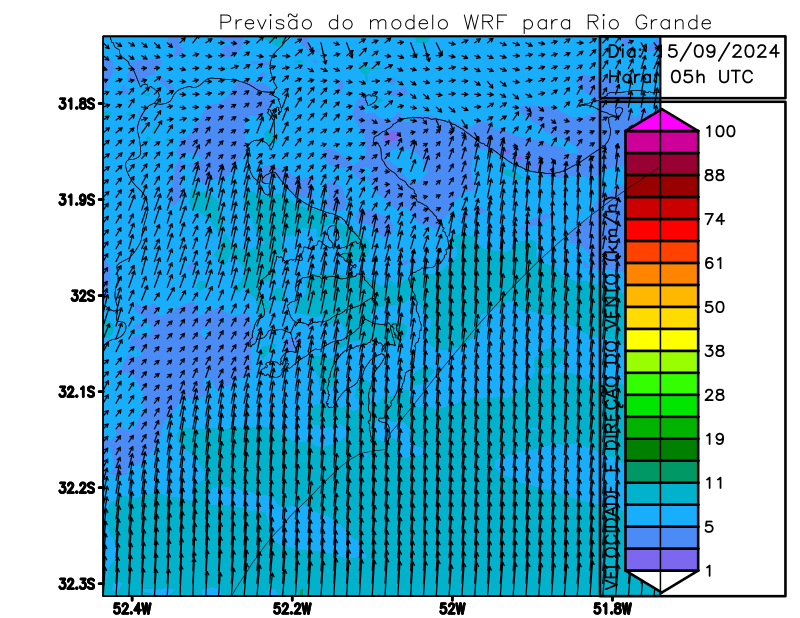 Previsão do modelo WRF para Rio Grande
Dia: 5/09/2024
Hora: 05h UTC
VELOCIDADE E DIREÇÃO DO VENTO (km/h)
100
88
74
61
50
38
28
19
11
5
1
31.8S
31.9S
32S
32.1S
32.2S
32.3S
52.4W
52.2W
52W
51.8W